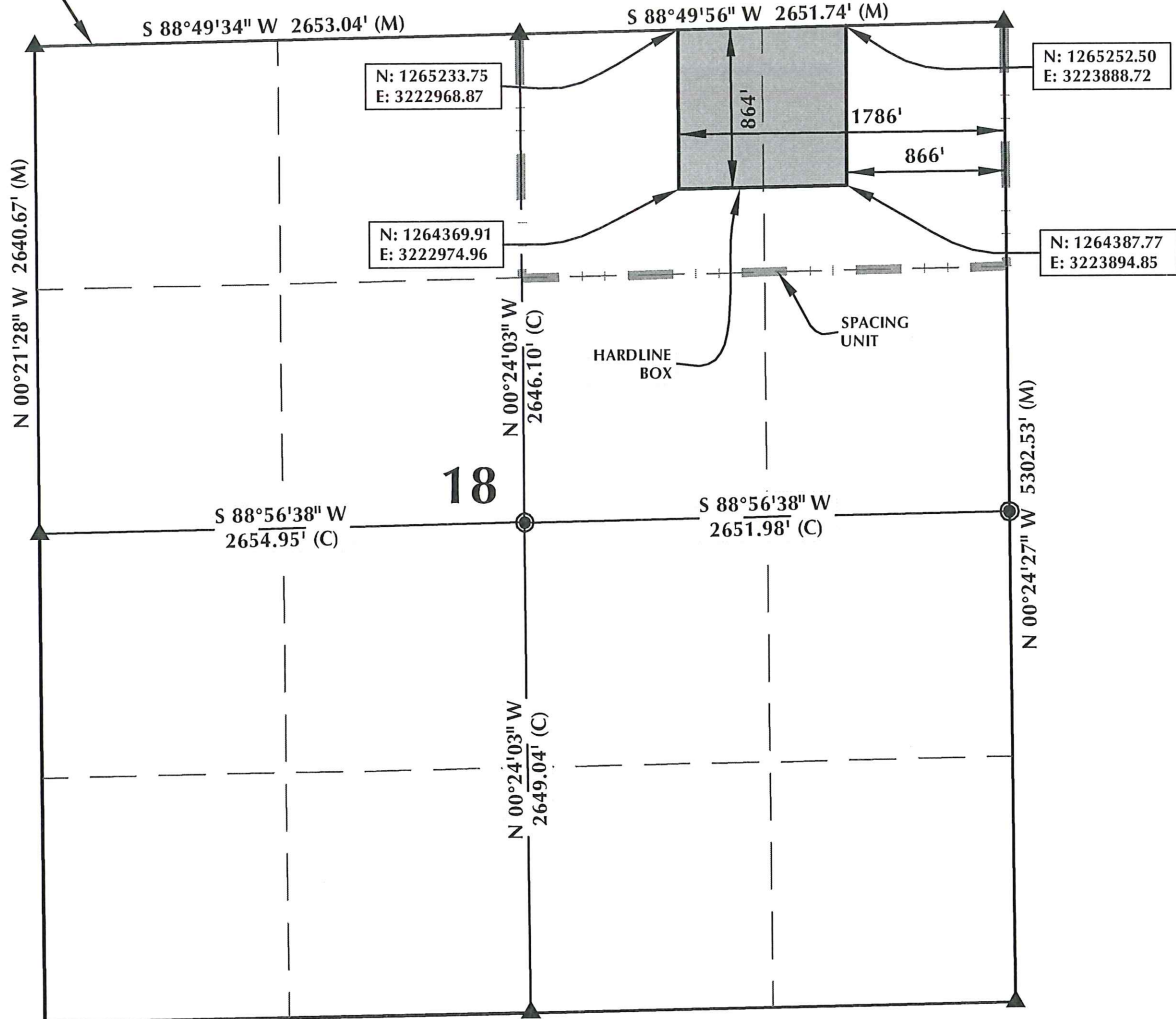 S 88°49'34" W 2653.04' (M)
S 88°49'56" W 2651.74' (M)
N: 1265233.75
E: 3222968.87
N: 1265252.50
E: 3223888.72
864'
1786'
866'
N 00°21'28" W 2640.67' (M)
N: 1264369.91
E: 3222974.96
N: 1264387.77
E: 3223894.85
N 00°24'03" W
2646.10' (C)
HARDLINE
BOX
SPACING
UNIT
18
S 88°56'38" W
2654.95' (C)
S 88°56'38" W
2651.98' (C)
N 00°24'27" W 5302.53' (M)
N 00°24'03" W
2649.04' (C)